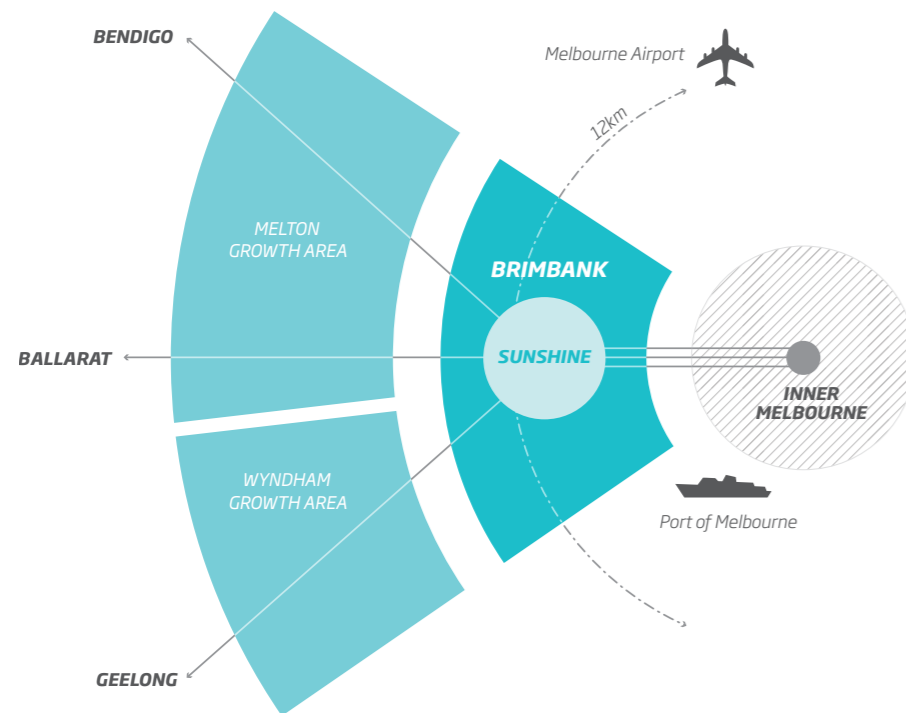 BENDIGO
Melbourne Airport
12km
MELTON
GROWTH AREA
BRIMBANK
BALLARAT
SUNSHINE
INNER
MELBOURNE
WYNDHAM
GROWTH AREA
Port of Melbourne
GEELONG